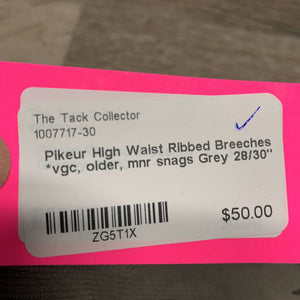 The Tack Collector
1007717-30
Pikeur High Waist Ribbed Breeches
*vgc, older, mnr snags Grey 28/30"
$50.00
ZG5T1X